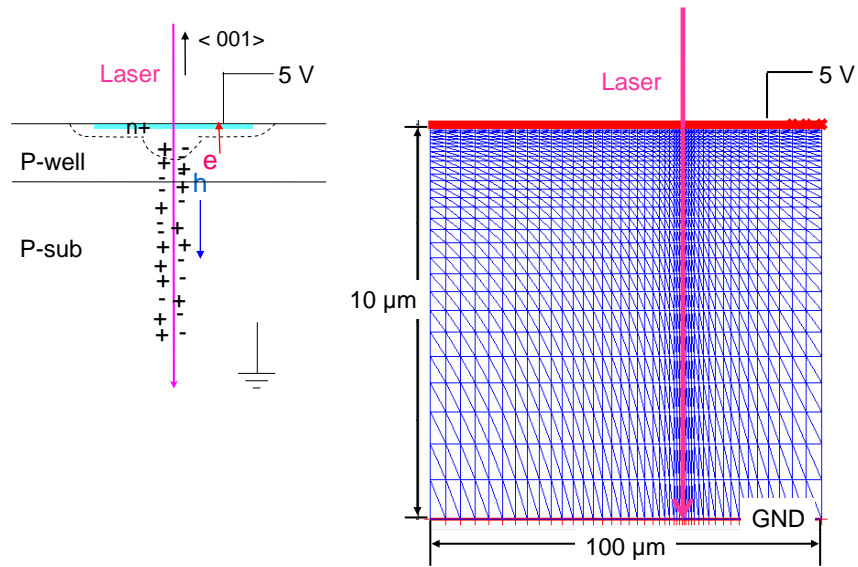 < 001>
Laser
5 V
n+
P-well
e
h
P-sub
Laser
5 V
10 µm
GND
100 µm